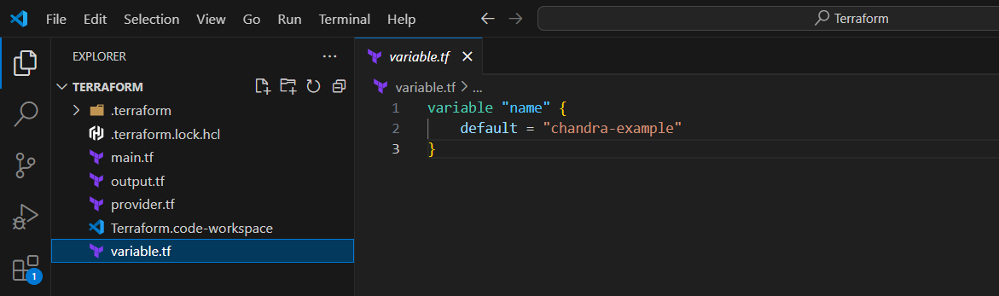 File Edit Selection View Go Run Terminal Help
Terraform
EXPLORER
TERRAFORM
.terraform
.terraform.lock.hcl
main.tf
output.tf
provider.tf
Terraform.code-workspace
variable.tf
1
variable.tf
variable.tf > ...
1 variable "name" {
2 default = "chandra-example"
3 }